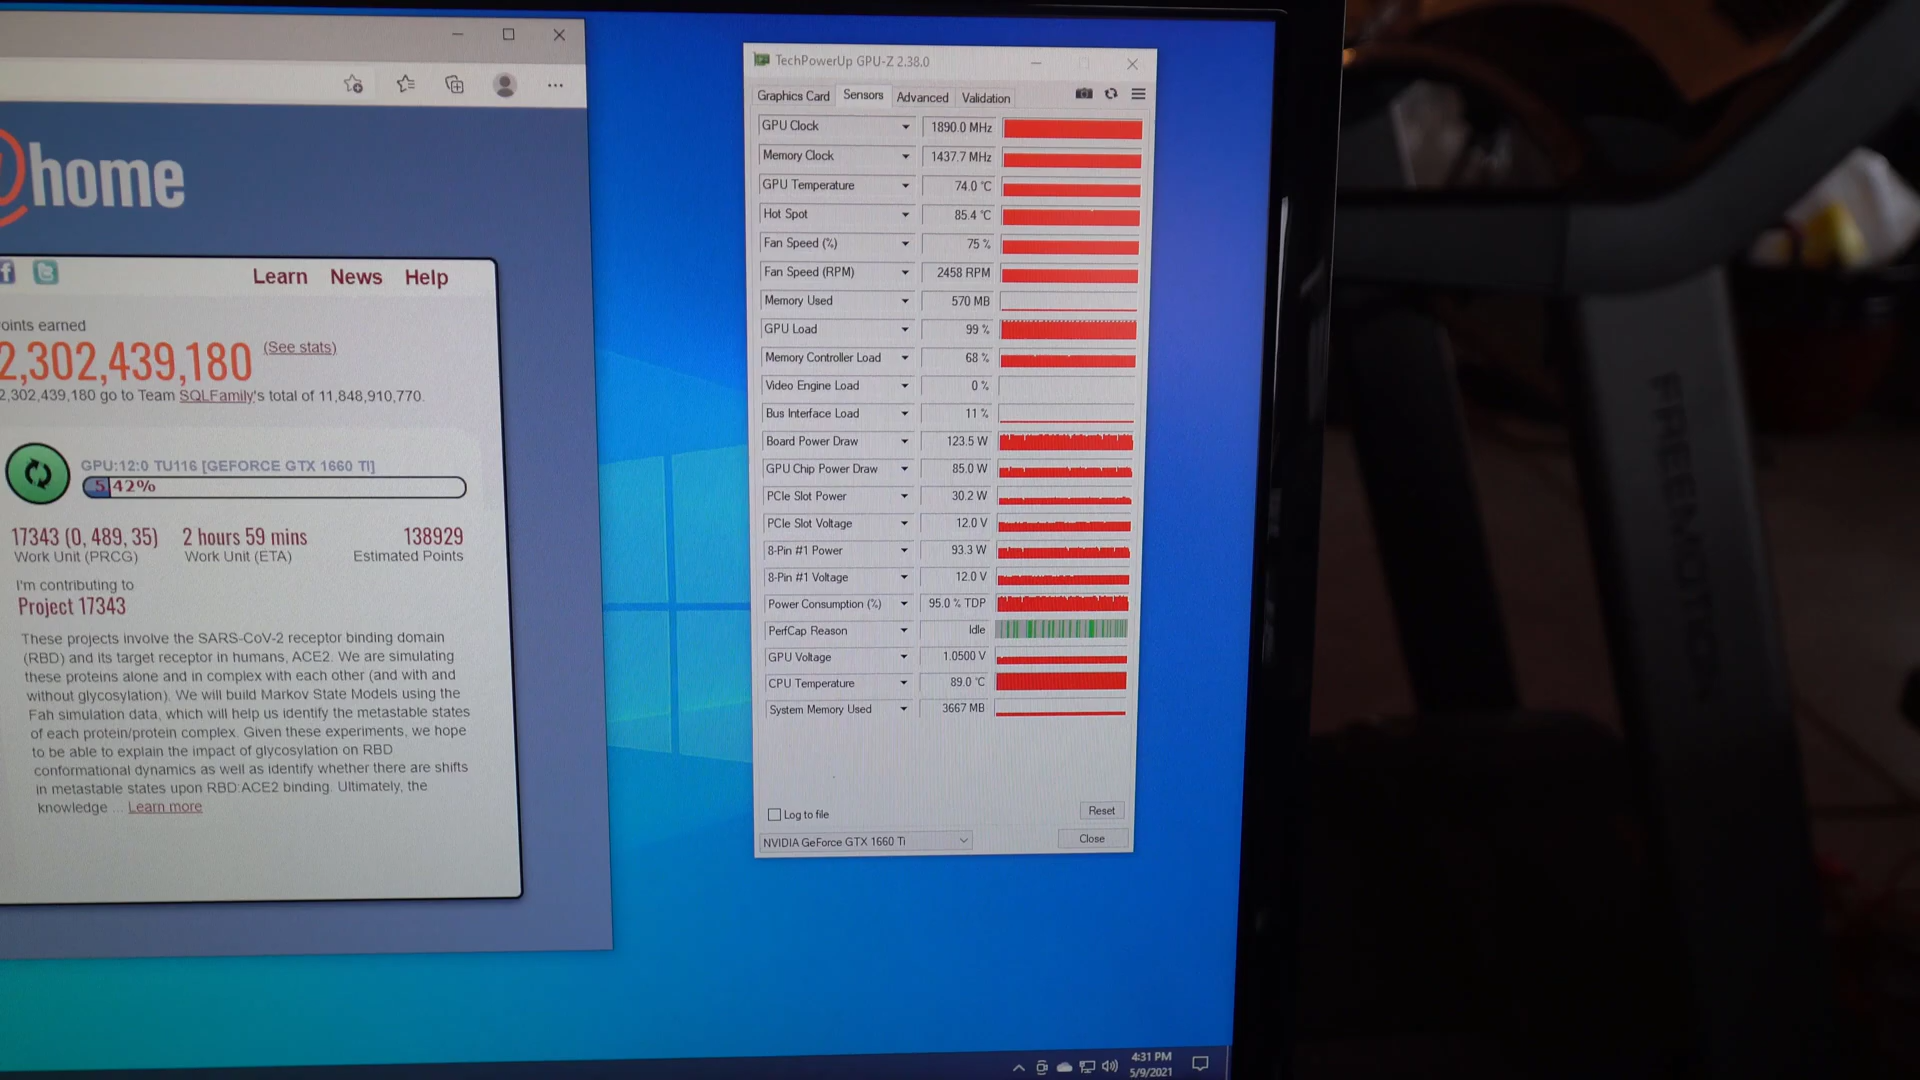 @home
Learn News Help
oints earned
2,302,439,180 (See stats)
2,302,439,180 go to Team SQLFamily's total of 11,848,910,770.
GPU:12:0 TU116 [GEFORCE GTX 1660 TI]
5.42%
17343 (0, 489, 35) 2 hours 59 mins 138929
Work Unit (PRCG) Work Unit (ETA) Estimated Points
I'm contributing to
Project 17343
These projects involve the SARS-CoV-2 receptor binding domain
(RBD) and its target receptor in humans, ACE2. We are simulating
these proteins alone and in complex with each other (and with and
without glycosylation). We will build Markov State Models using the
Fah simulation data, which will help us identify the metastable states
of each protein/protein complex. Given these experiments, we hope
to be able to explain the impact of glycosylation on RBD
conformational dynamics as well as identify whether there are shifts
in metastable states upon RBD:ACE2 binding. Ultimately, the
knowledge ... Learn more
TechPowerUp GPU-Z 2.38.0
Graphics Card Sensors Advanced Validation
GPU Clock 1890.0 MHz
Memory Clock 1437.7 MHz
GPU Temperature 74.0 °C
Hot Spot 85.4 °C
Fan Speed (%) 75 %
Fan Speed (RPM) 2458 RPM
Memory Used 570 MB
GPU Load 99 %
Memory Controller Load 68 %
Video Engine Load 0 %
Bus Interface Load 11 %
Board Power Draw 123.5 W
GPU Chip Power Draw 85.0 W
PCIe Slot Power 30.2 W
PCIe Slot Voltage 12.0 V
8-Pin #1 Power 93.3 W
8-Pin #1 Voltage 12.0 V
Power Consumption (%) 95.0 % TDP
PerfCap Reason Idle
GPU Voltage 1.0500 V
CPU Temperature 89.0 °C
System Memory Used 3667 MB
Log to file Reset
NVIDIA GeForce GTX 1660 Ti Close
4:31 PM
5/9/2021